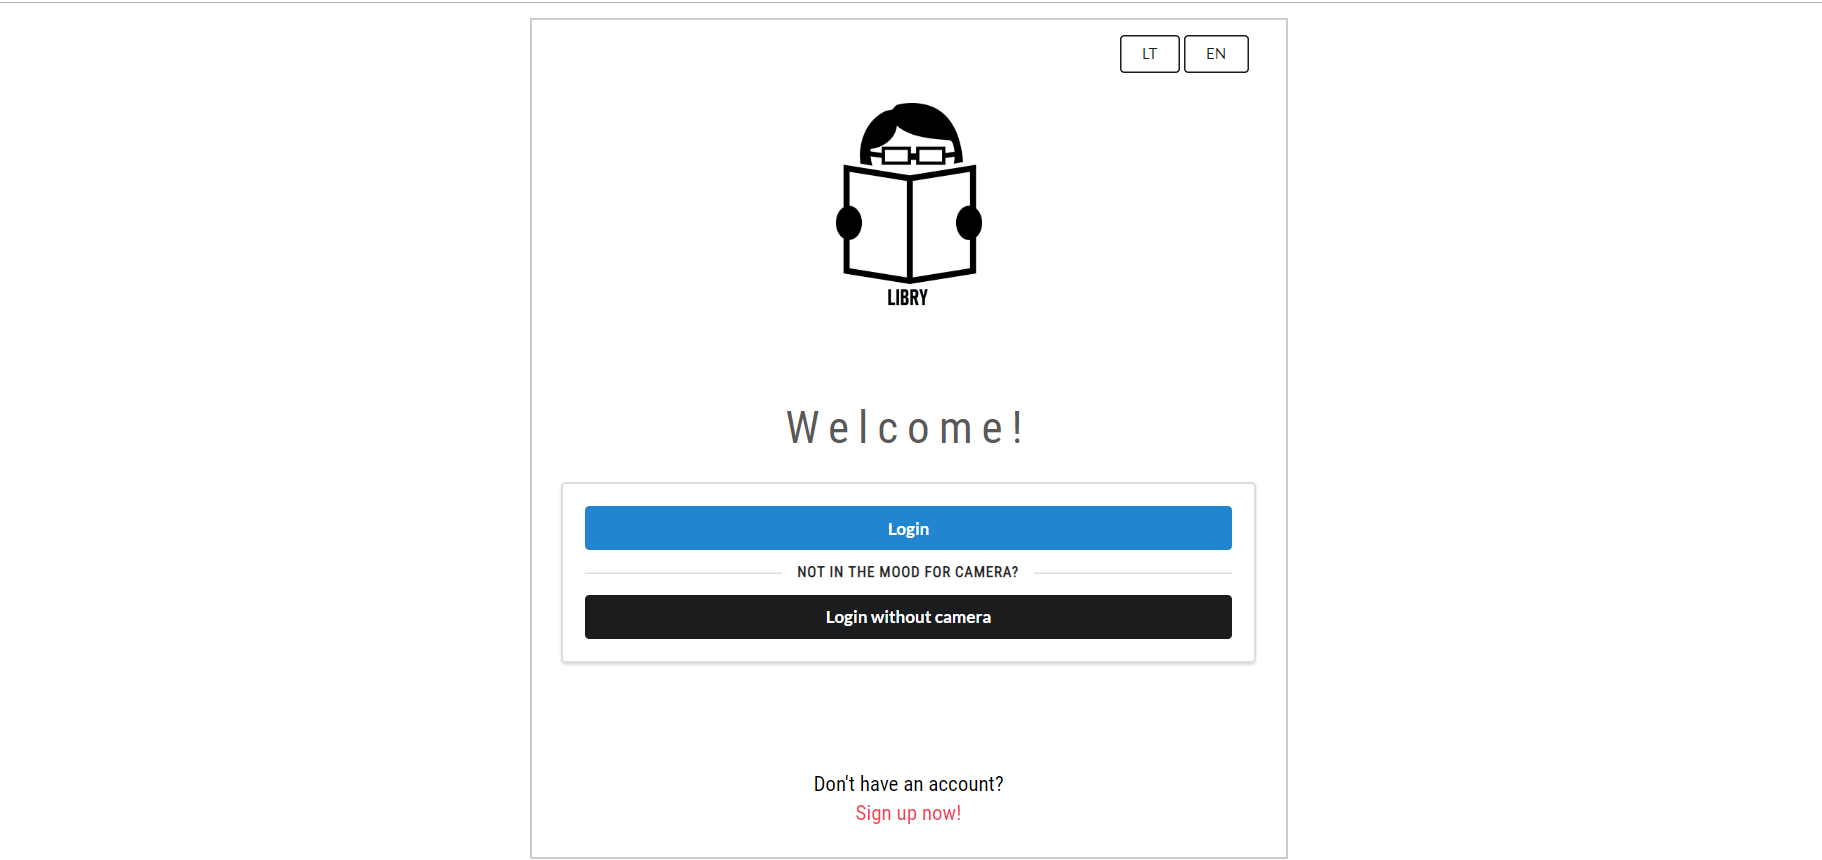 LT EN
LIBRY
Welcome!
Login
NOT IN THE MOOD FOR CAMERA?
Login without camera
Don't have an account?
Sign up now!